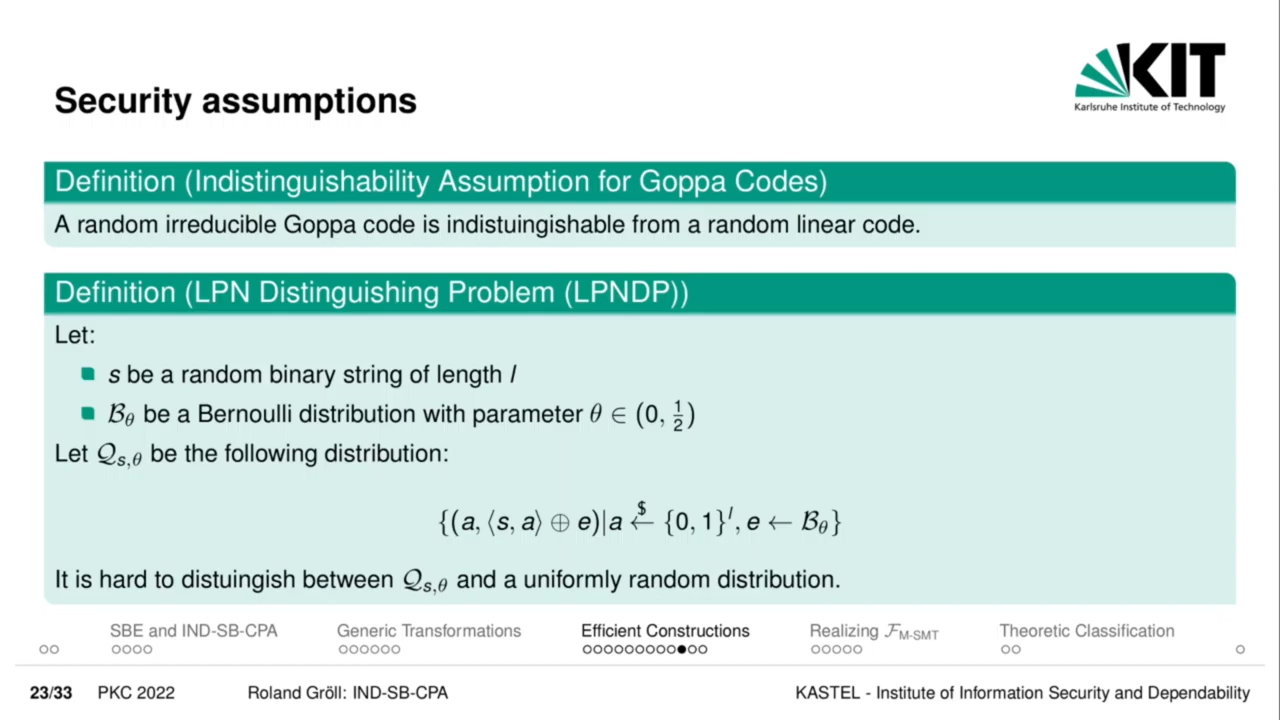 KIT
Karlsruhe Institute of Technology
Security assumptions
Definition (Indistinguishability Assumption for Goppa Codes)
A random irreducible Goppa code is indistuingishable from a random linear code.
Definition (LPN Distinguishing Problem (LPNDP))
Let:
s be a random binary string of length l
ℬ_θ be a Bernoulli distribution with parameter θ ∈ (0, 1/2)
Let 𝒬_{s,θ} be the following distribution:
{(a, ⟨s, a⟩ ⊕ e)|a ←$ {0, 1}^l, e ← ℬ_θ}
It is hard to distuingish between 𝒬_{s,θ} and a uniformly random distribution.
SBE and IND-SB-CPA Generic Transformations Efficient Constructions Realizing ℱ_{M-SMT} Theoretic Classification
23/33 PKC 2022 Roland Gröll: IND-SB-CPA KASTEL - Institute of Information Security and Dependability